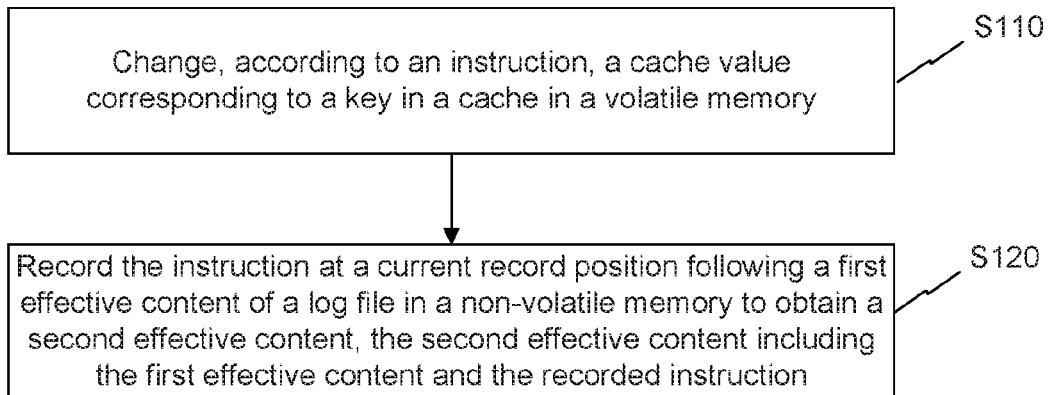 S110
Change, according to an instruction, a cache value
corresponding to a key in a cache in a volatile memory
S120
Record the instruction at a current record position following a first
effective content of a log file in a non-volatile memory to obtain a
second effective content, the second effective content including
the first effective content and the recorded instruction